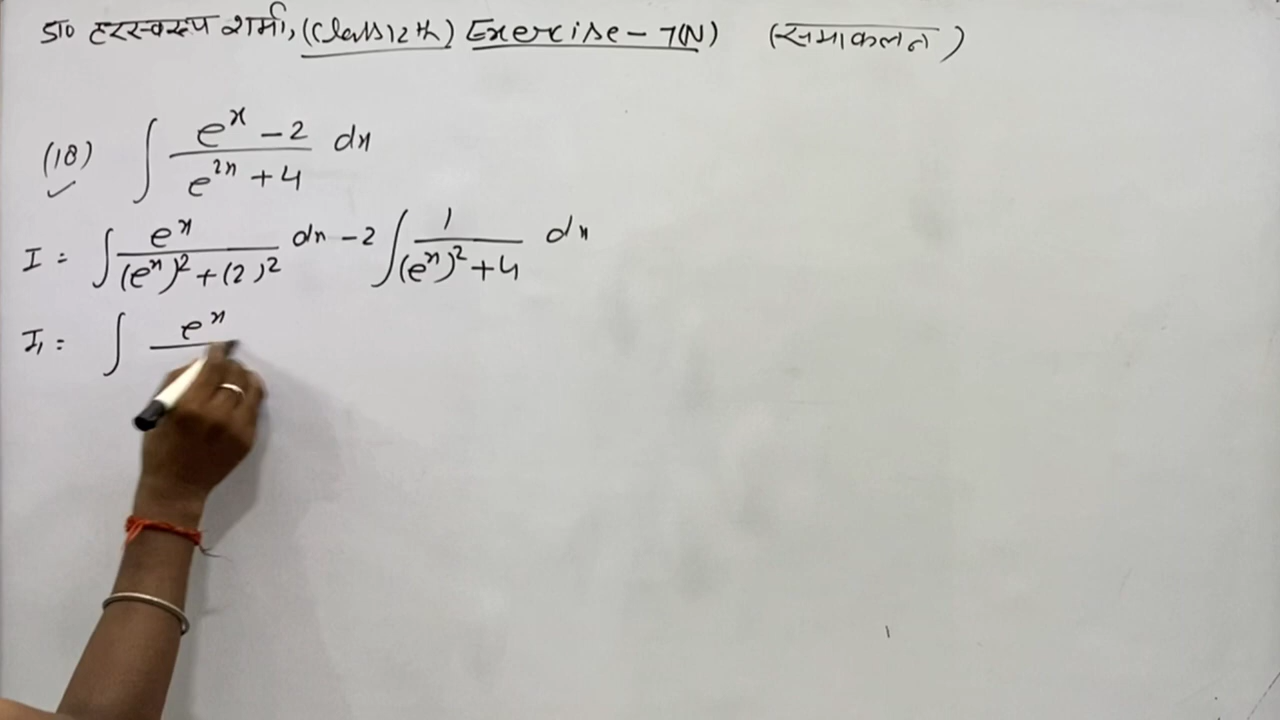 डा० हरस्वरूप शर्मा, (Class 12th) Exercise - 7(N) (समाकलन)
(18) ∫ (e^x - 2)/(e^{2x} + 4) dx
I = ∫ e^x/((e^x)^2 + (2)^2) dx - 2 ∫ 1/((e^x)^2 + 4) dx
I₁ = ∫ e^x